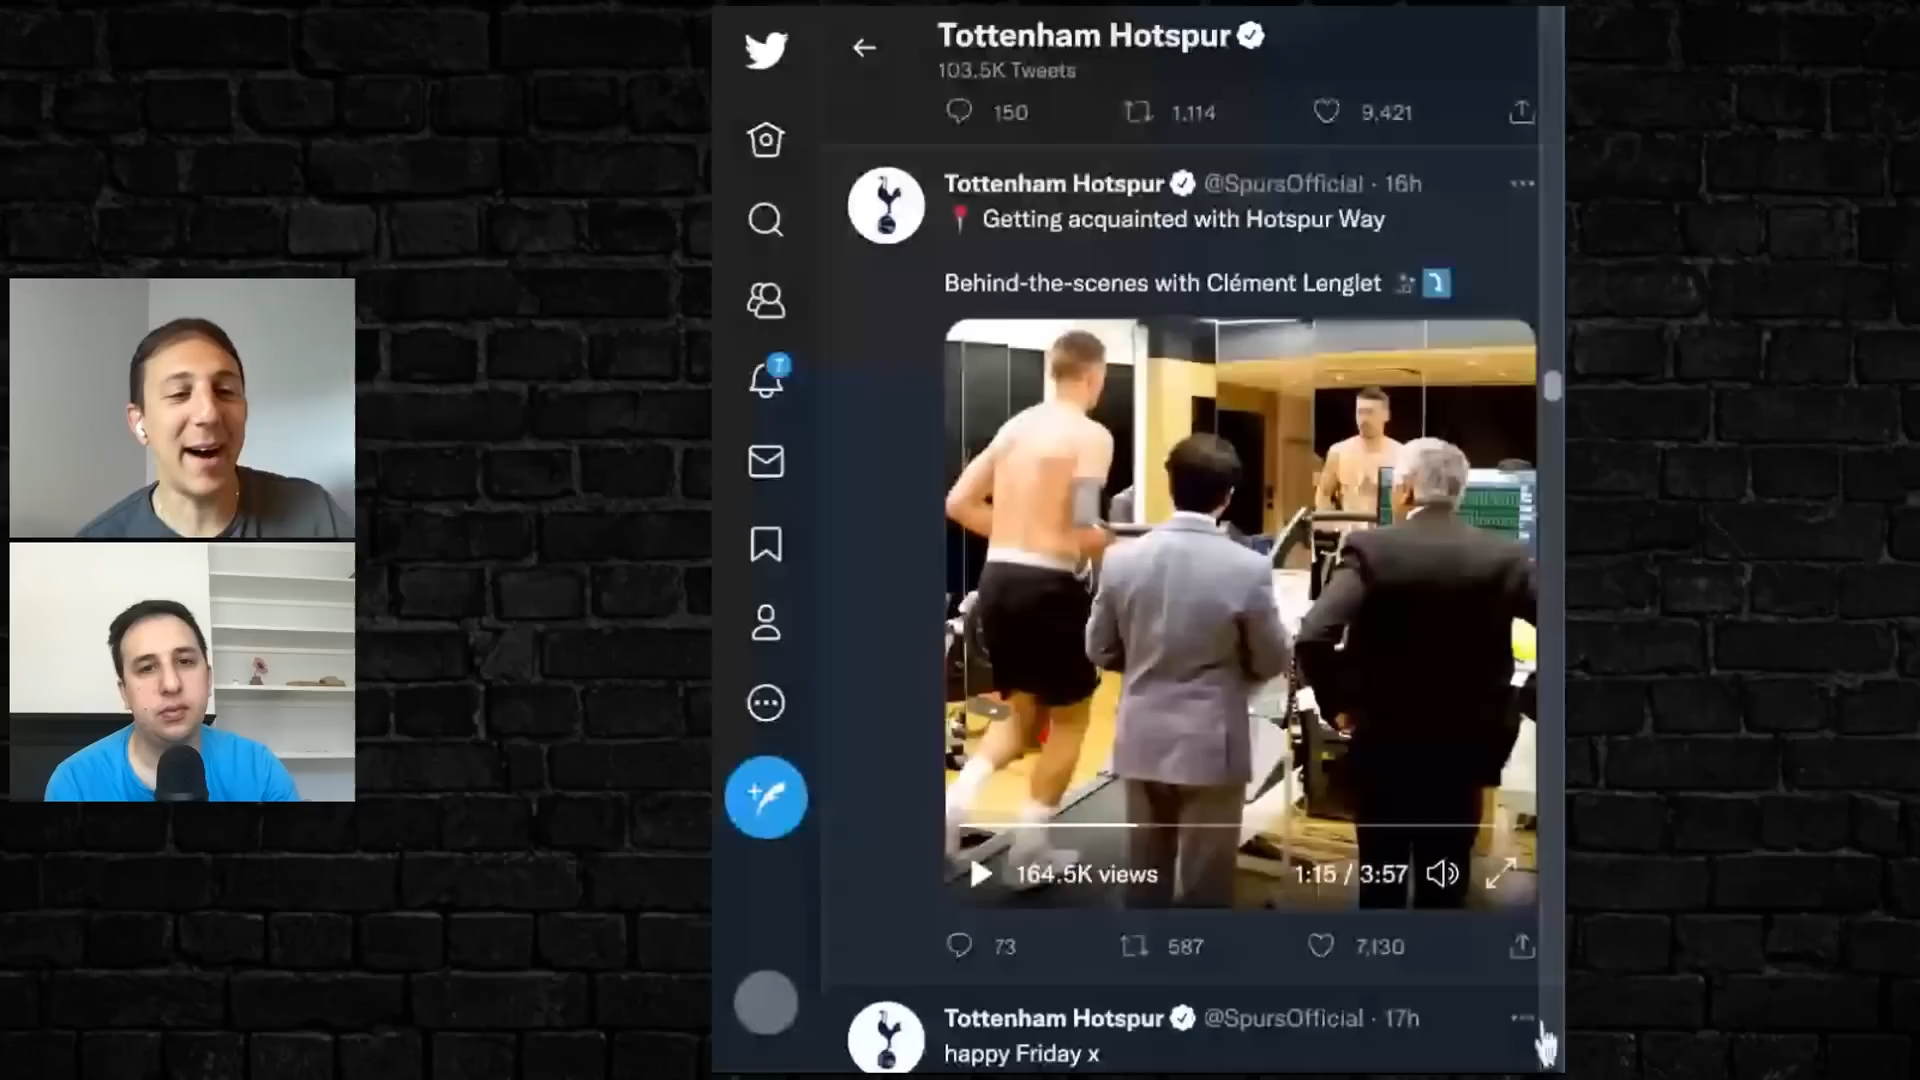 Tottenham Hotspur
103.5K Tweets
150 1,114 9,421
Tottenham Hotspur @SpursOfficial · 16h
Getting acquainted with Hotspur Way
Behind-the-scenes with Clément Lenglet
7
164.5K views 1:15 / 3:57
73 587 7,130
Tottenham Hotspur @SpursOfficial · 17h
happy Friday x